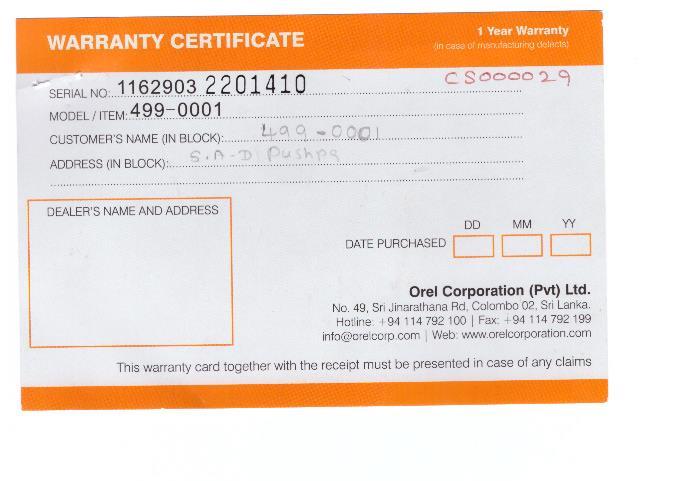 WARRANTY CERTIFICATE
1 Year Warranty
(in case of manufacturing defects)
CS000029
SERIAL NO: 1162903 2201410
MODEL / ITEM: 499-0001
CUSTOMER'S NAME (IN BLOCK): 499-0001
ADDRESS (IN BLOCK): S.A.D. Pushpa
DEALER'S NAME AND ADDRESS
DD MM YY
DATE PURCHASED
Orel Corporation (Pvt) Ltd.
No. 49, Sri Jinarathana Rd, Colombo 02, Sri Lanka.
Hotline: +94 114 792 100 | Fax: +94 114 792 199
info@orelcorp.com | Web: www.orelcorporation.com
This warranty card together with the receipt must be presented in case of any claims